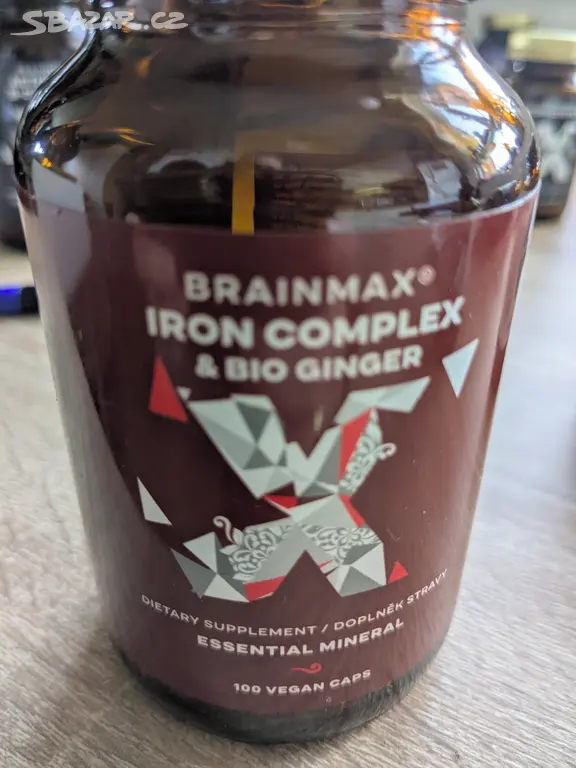 SBAZAR.CZ
BRAINMAX®
IRON COMPLEX
& BIO GINGER
DIETARY SUPPLEMENT / DOPLNĚK STRAVY
ESSENTIAL MINERAL
100 VEGAN CAPS